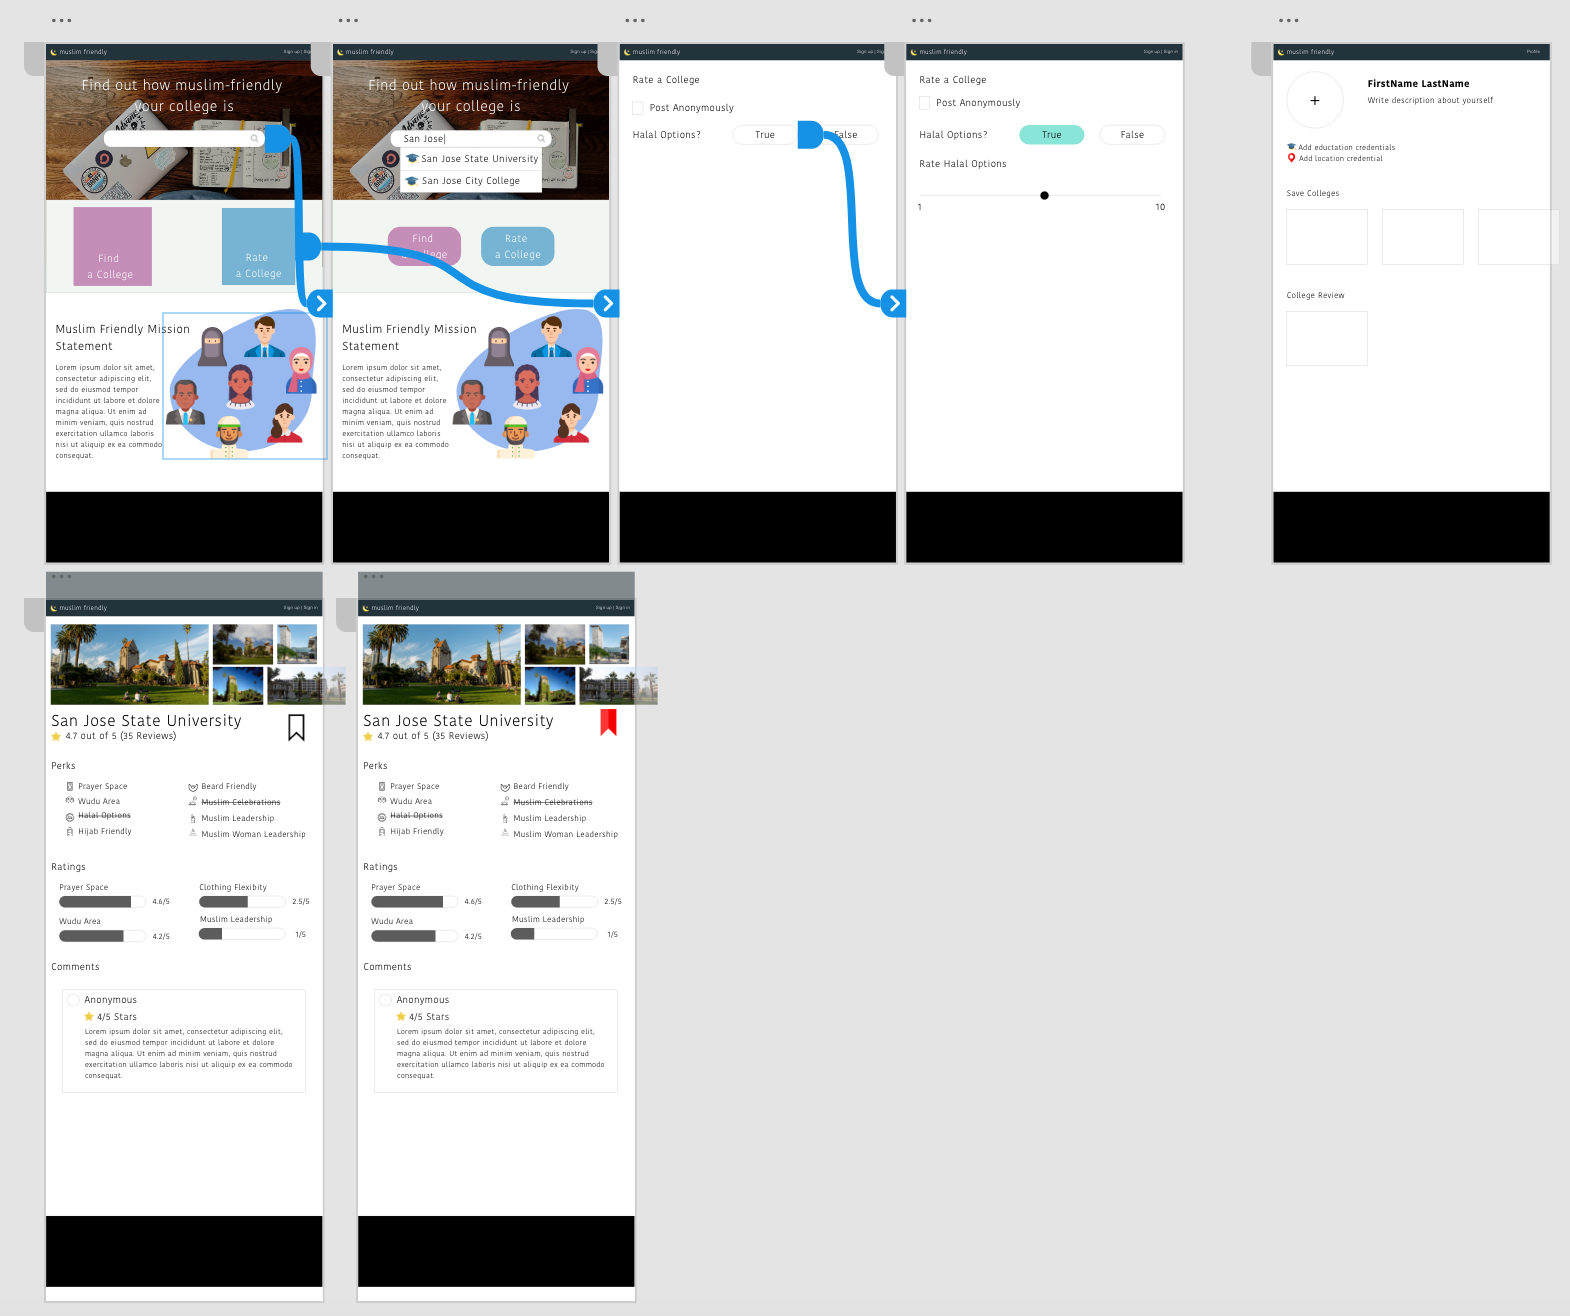 muslim friendly
Sign up | Sig
Find out how muslim-friendly
your college is
Find
a College
Rate
a College
Muslim Friendly Mission
Statement
Lorem ipsum dolor sit amet,
consectetur adipiscing elit,
sed do eiusmod tempor
incididunt ut labore et dolore
magna aliqua. Ut enim ad
minim veniam, quis nostrud
exercitation ullamco laboris
nisi ut aliquip ex ea commodo
consequat.
muslim friendly
Sign up | Sig
Find out how muslim-friendly
your college is
San Jose
San Jose State University
San Jose City College
Find
a College
Rate
a College
Muslim Friendly Mission
Statement
Lorem ipsum dolor sit amet,
consectetur adipiscing elit,
sed do eiusmod tempor
incididunt ut labore et dolore
magna aliqua. Ut enim ad
minim veniam, quis nostrud
exercitation ullamco laboris
nisi ut aliquip ex ea commodo
consequat.
muslim friendly
Sign up | Sig
Rate a College
Post Anonymously
Halal Options? True False
muslim friendly
Sign up | Sign in
Rate a College
Post Anonymously
Halal Options? True False
Rate Halal Options
1 10
muslim friendly
Profile
+
FirstName LastName
Write description about yourself
Add eductation credentials
Add location credential
Save Colleges
College Review
muslim friendly
Sign up | Sign in
San Jose State University
4.7 out of 5 (35 Reviews)
Perks
Prayer Space Beard Friendly
Wudu Area Muslim Celebrations
Halal Options Muslim Leadership
Hijab Friendly Muslim Woman Leadership
Ratings
Prayer Space Clothing Flexibity
4.6/5 2.5/5
Wudu Area Muslim Leadership
4.2/5 1/5
Comments
Anonymous
4/5 Stars
Lorem ipsum dolor sit amet, consectetur adipiscing elit,
sed do eiusmod tempor incididunt ut labore et dolore
magna aliqua. Ut enim ad minim veniam, quis nostrud
exercitation ullamco laboris nisi ut aliquip ex ea commodo
consequat.
muslim friendly
Sign up | Sign in
San Jose State University
4.7 out of 5 (35 Reviews)
Perks
Prayer Space Beard Friendly
Wudu Area Muslim Celebrations
Halal Options Muslim Leadership
Hijab Friendly Muslim Woman Leadership
Ratings
Prayer Space Clothing Flexibity
4.6/5 2.5/5
Wudu Area Muslim Leadership
4.2/5 1/5
Comments
Anonymous
4/5 Stars
Lorem ipsum dolor sit amet, consectetur adipiscing elit,
sed do eiusmod tempor incididunt ut labore et dolore
magna aliqua. Ut enim ad minim veniam, quis nostrud
exercitation ullamco laboris nisi ut aliquip ex ea commodo
consequat.